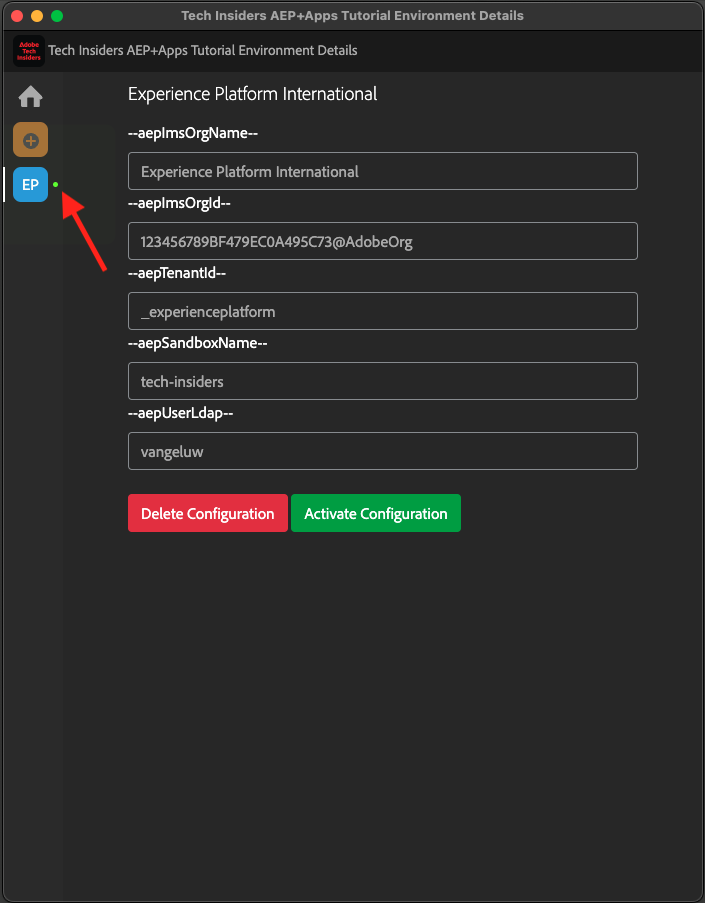 Tech Insiders AEP+Apps Tutorial Environment Details
Adobe
Tech
Insiders
Tech Insiders AEP+Apps Tutorial Environment Details
Experience Platform International
--aepImsOrgName--
Experience Platform International
--aepImsOrgId--
123456789BF479EC0A495C73@AdobeOrg
--aepTenantId--
_experienceplatform
--aepSandboxName--
tech-insiders
--aepUserLdap--
vangeluw
EP
Delete Configuration Activate Configuration